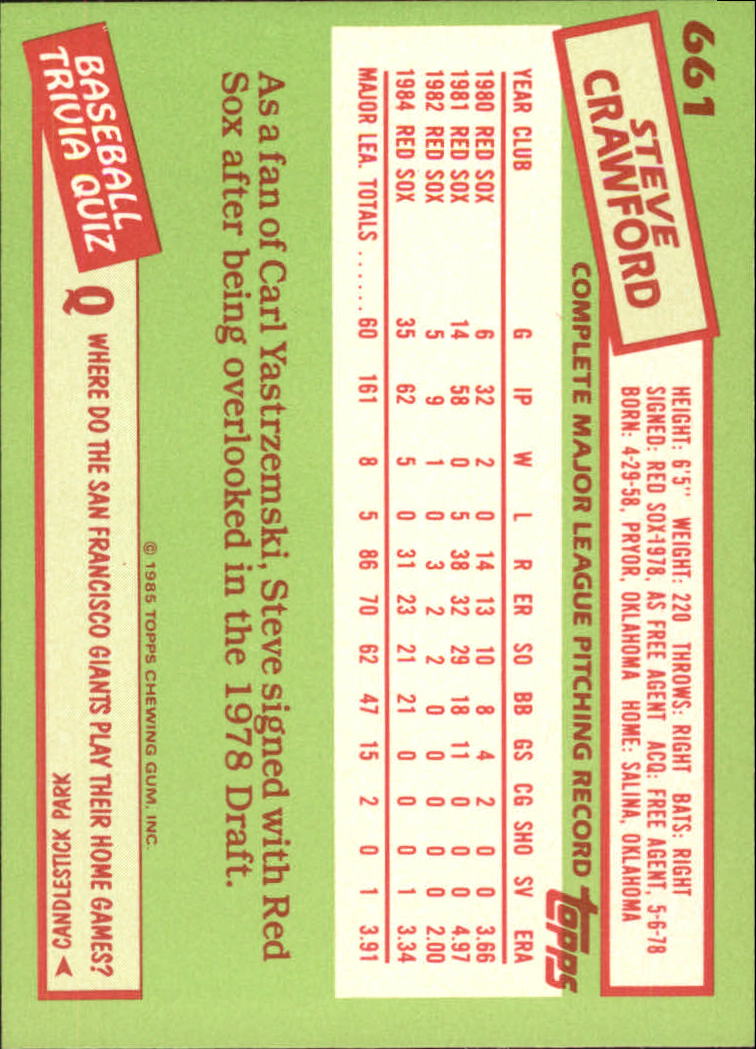 661
STEVE
CRAWFORD
HEIGHT: 6'5" WEIGHT: 220 THROWS: RIGHT BATS: RIGHT
SIGNED: RED SOX-1978, AS FREE AGENT ACQ: FREE AGENT, 5-6-78
BORN: 4-29-58, PRYOR, OKLAHOMA HOME: SALINA, OKLAHOMA
COMPLETE MAJOR LEAGUE PITCHING RECORD topps
YEAR CLUB G IP W L R ER SO BB GS CG SHO SV ERA
1980 RED SOX 6 32 2 0 14 13 10 8 4 2 0 0 3.66
1981 RED SOX 14 58 0 5 38 32 29 18 11 0 0 0 4.97
1982 RED SOX 5 9 1 0 3 2 2 0 0 0 0 0 2.00
1984 RED SOX 35 62 5 0 31 23 21 21 0 0 0 1 3.34
MAJOR LEA. TOTALS ...... 60 161 8 5 86 70 62 47 15 2 0 1 3.91
As a fan of Carl Yastrzemski, Steve signed with Red
Sox after being overlooked in the 1978 Draft.
© 1985 TOPPS CHEWING GUM, INC.
BASEBALL
TRIVIA QUIZ
Q WHERE DO THE SAN FRANCISCO GIANTS PLAY THEIR HOME GAMES?
CANDLESTICK PARK